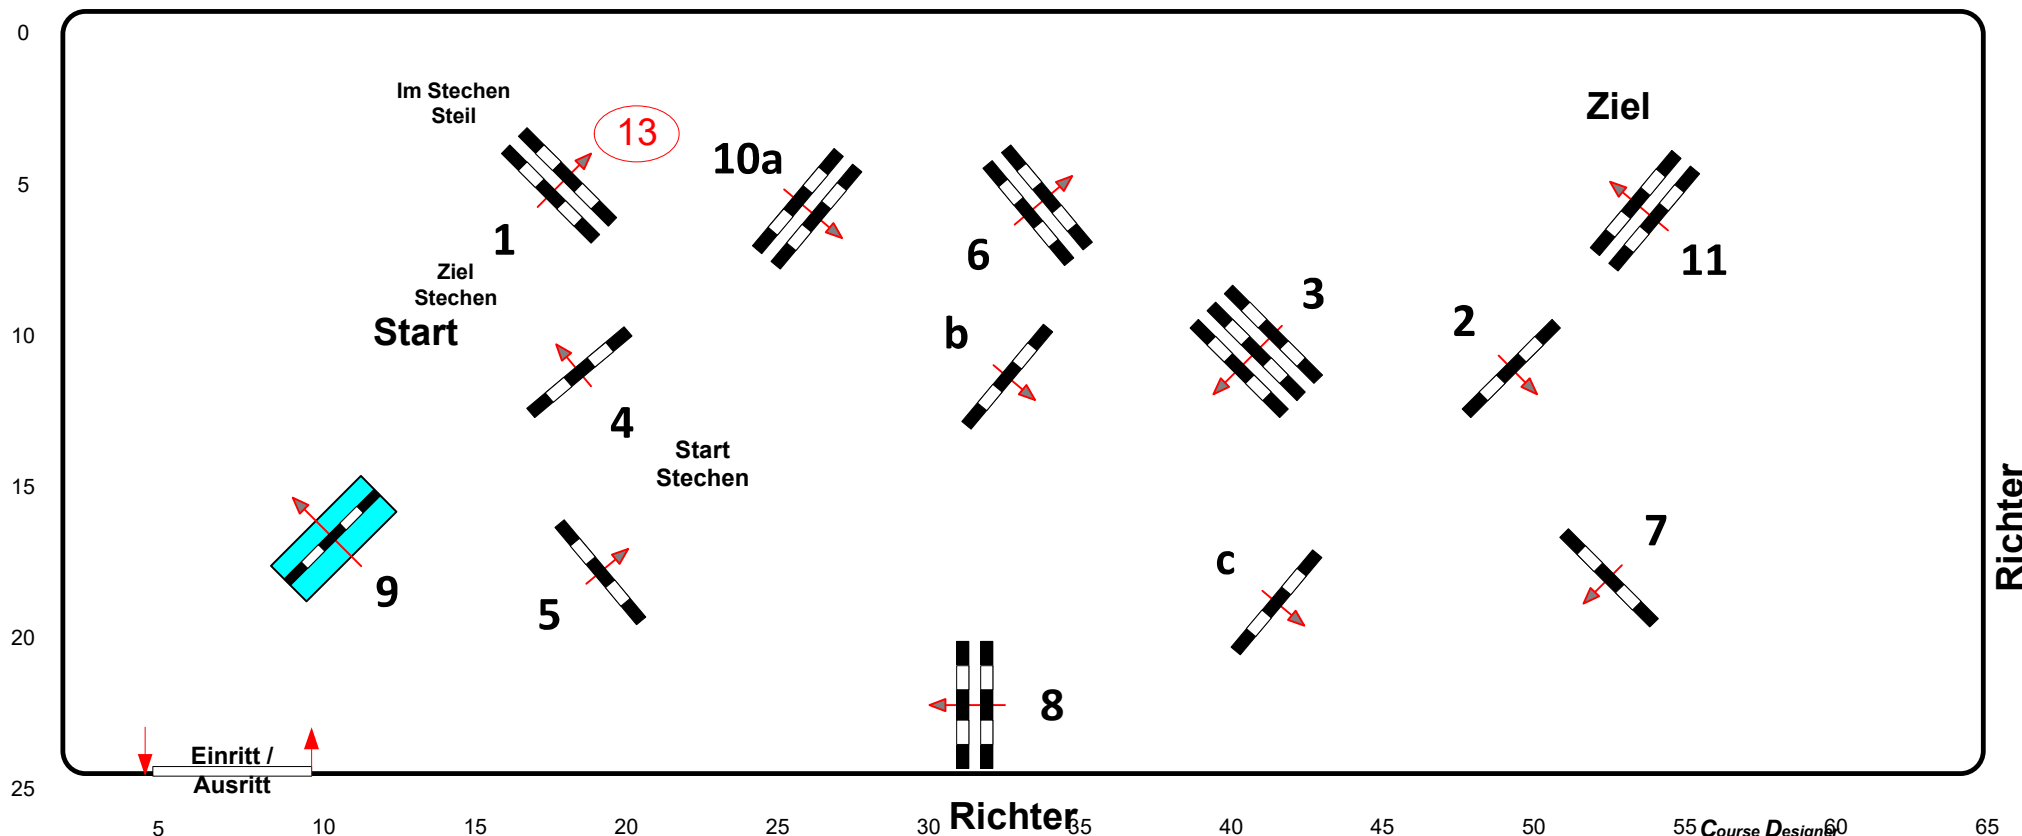 0
Im Stechen
Steil
13
Ziel
10a
5
1
6
11
Ziel
Stechen
3
2
b
10
Start
4
Start
Stechen
15
Richter
7
c
9
5
20
8
Einritt /
Ausritt
25
Richter
5 10 15 20 25 30 35 40 45 50 55 60 65
Course Designer